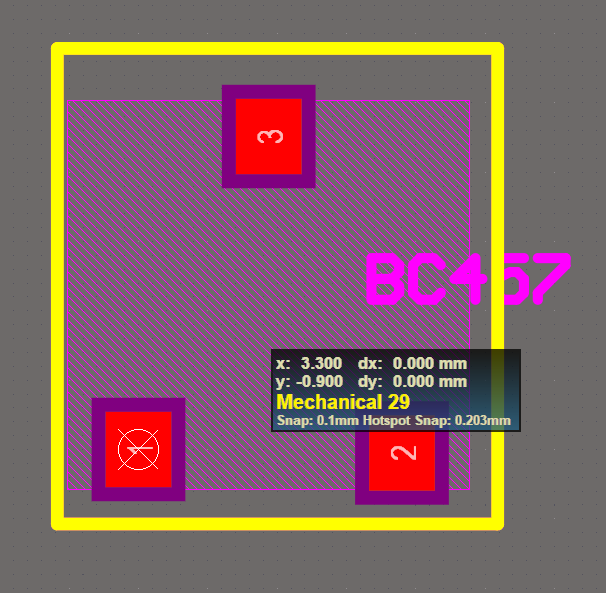 3
BC457
x: 3.300 dx: 0.000 mm
y: -0.900 dy: 0.000 mm
Mechanical 29
Snap: 0.1mm Hotspot Snap: 0.203mm
1
2